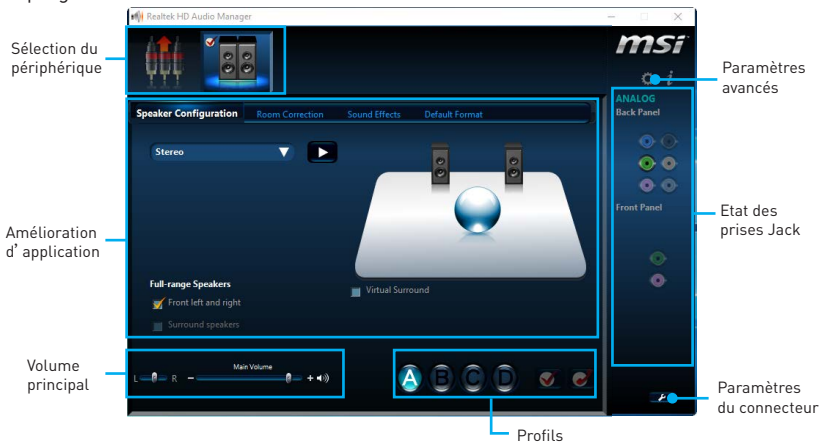 Realtek HD Audio Manager
msi
Sélection du
périphérique
Paramètres
avancés
ANALOG
Back Panel
Speaker Configuration
Room Correction
Sound Effects
Default Format
Stereo
Front Panel
Etat des
prises Jack
Amélioration
d'application
Full-range Speakers
Front left and right
Surround speakers
Virtual Surround
Volume
principal
Main Volume
L
R
- +
A B C D
Paramètres
du connecteur
Profils